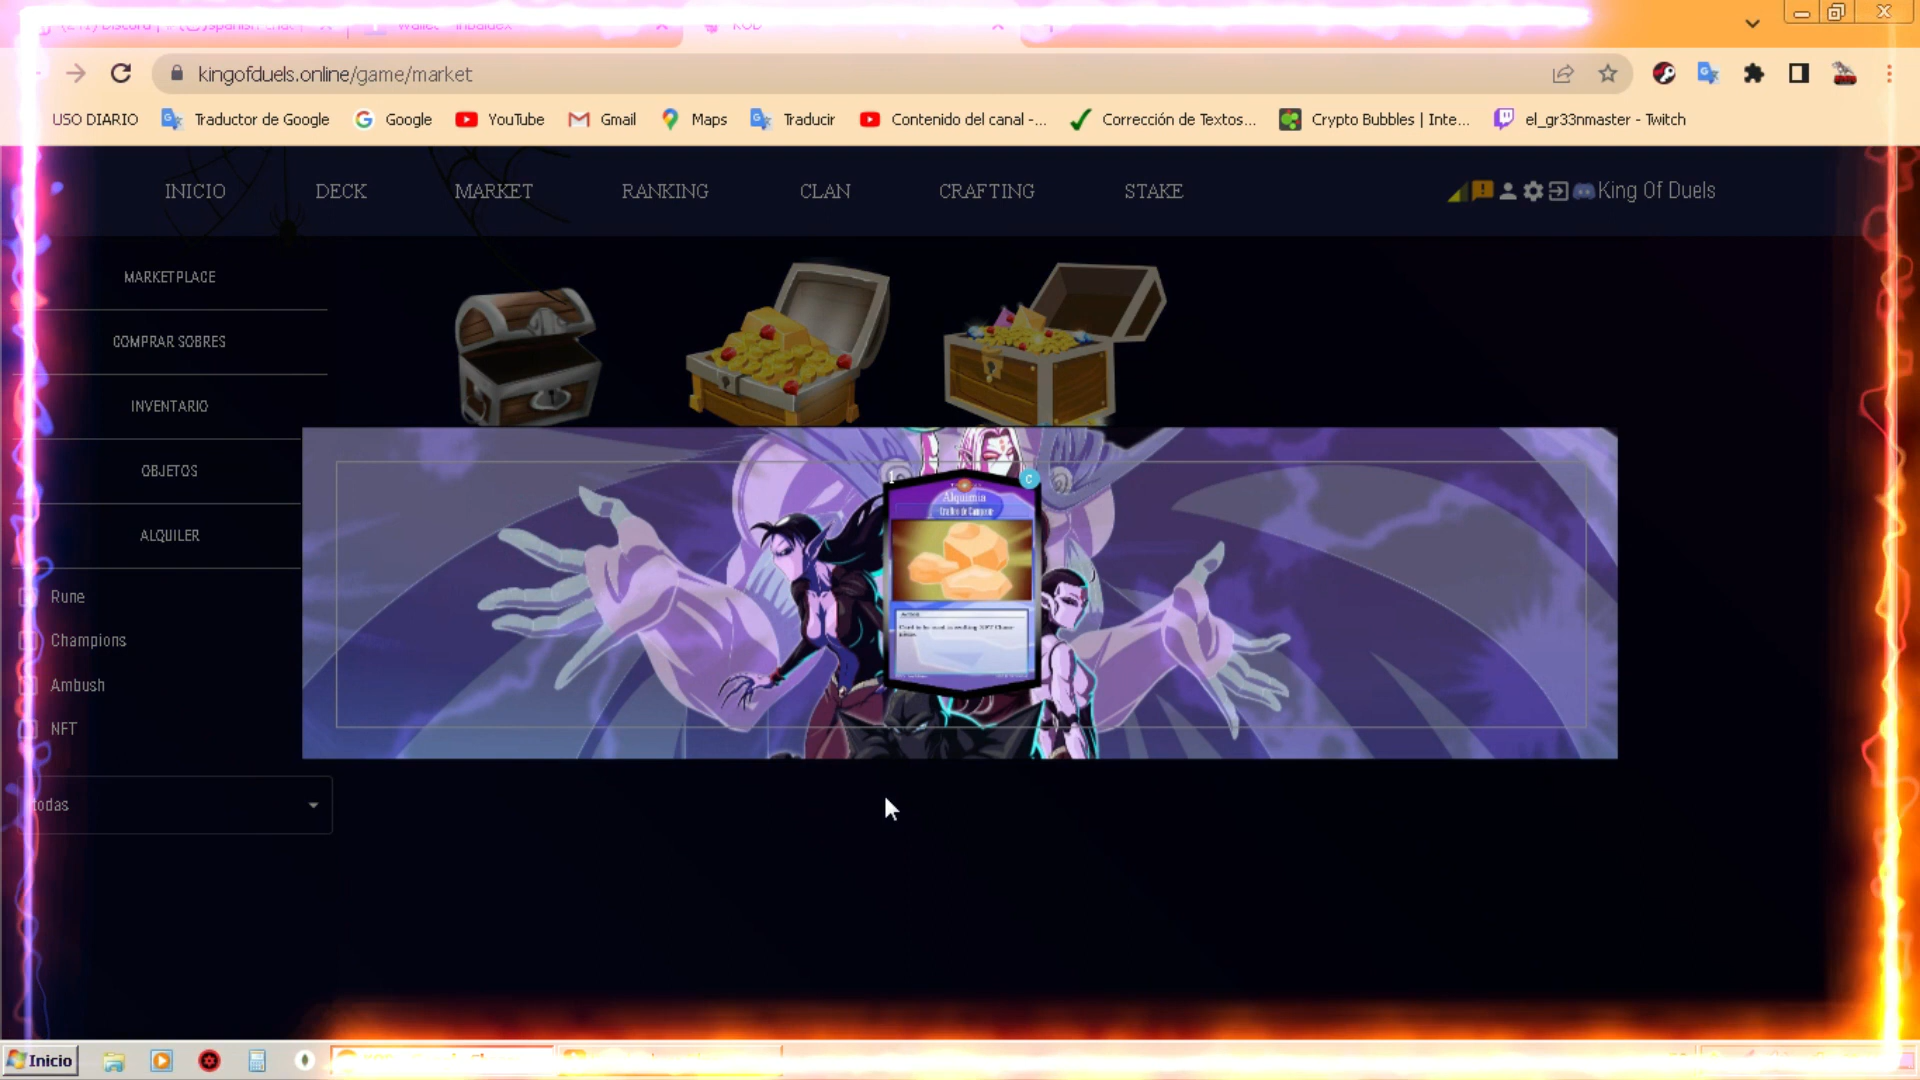 kingofduels.online/game/market
USO DIARIO Traductor de Google Google YouTube Gmail Maps Traducir Contenido del canal -... Corrección de Textos... Crypto Bubbles | Inte... el_gr33nmaster - Twitch
INICIO DECK MARKET RANKING CLAN CRAFTING STAKE King Of Duels
MARKETPLACE
COMPRAR SOBRES
INVENTARIO
OBJETOS
ALQUILER
Rune
Champions
Ambush
NFT
todas
1 C
Alquimia
Inicio